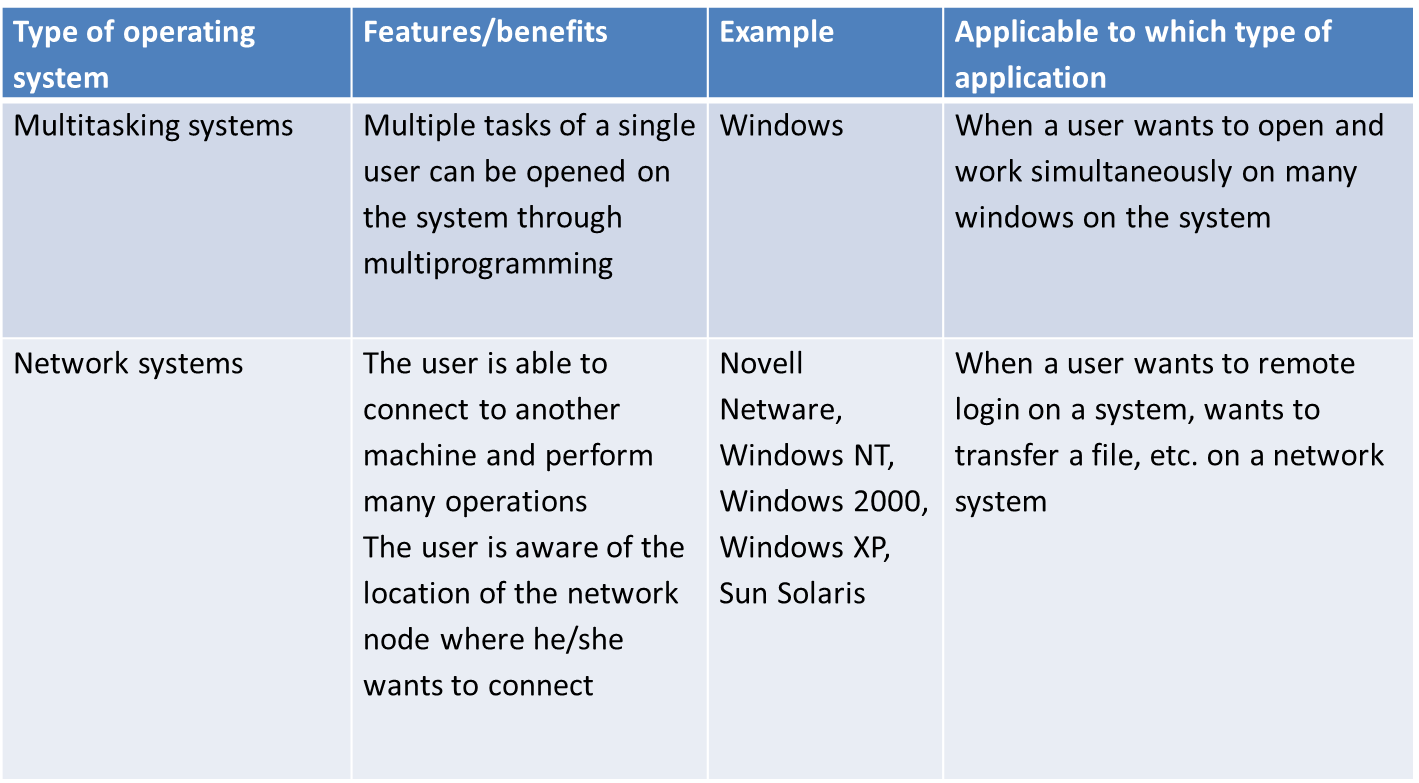 Type of operating
system
Features/benefits
Example
Applicable to which type of
application
Multitasking systems
Multiple tasks of a single
user can be opened on
the system through
multiprogramming
Windows
When a user wants to open and
work simultaneously on many
windows on the system
Network systems
The user is able to
connect to another
machine and perform
many operations
The user is aware of the
location of the network
node where he/she
wants to connect
Novell
Netware,
Windows NT,
Windows 2000,
Windows XP,
Sun Solaris
When a user wants to remote
login on a system, wants to
transfer a file, etc. on a network
system